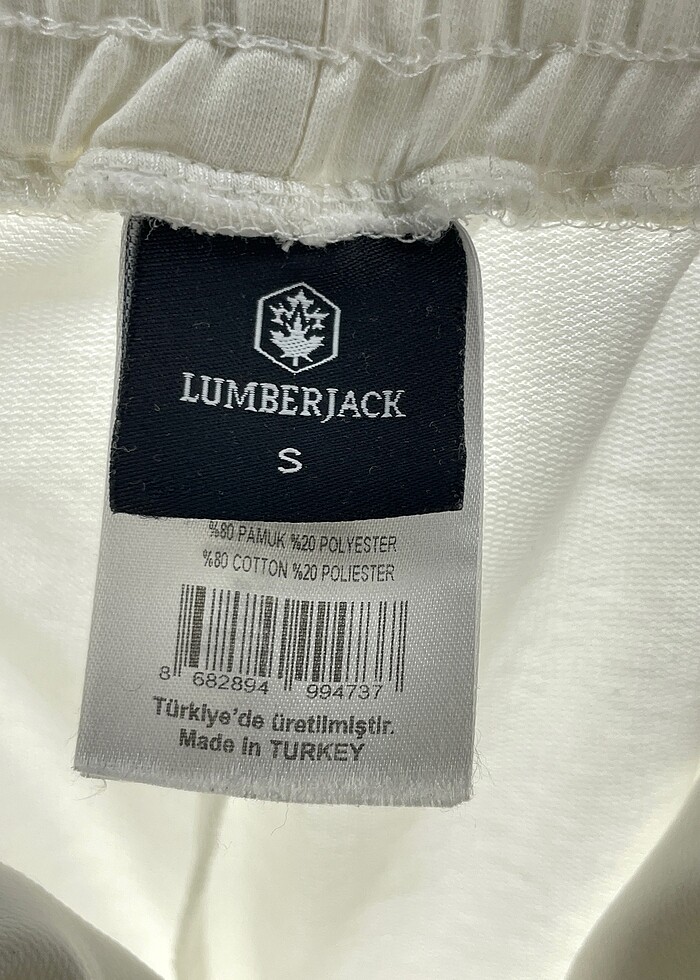 LUMBERJACK
S
%80 PAMUK %20 POLYESTER
%80 COTTON %20 POLIESTER
8 682894 994737
Türkiye'de üretilmiştir.
Made in TURKEY